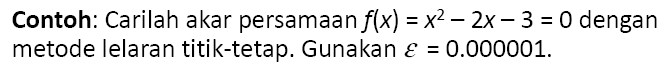 Contoh: Carilah akar persamaan f(x) = x² – 2x – 3 = 0 dengan
metode lelaran titik-tetap. Gunakan ε = 0.000001.